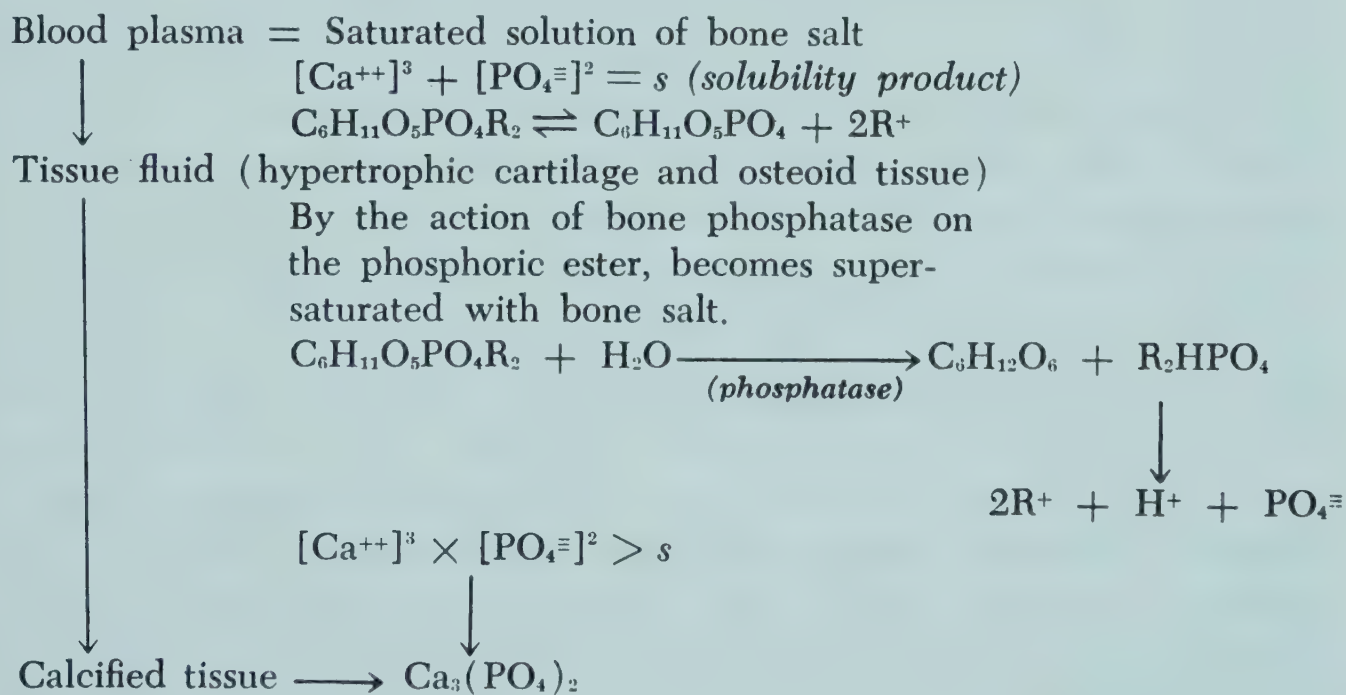 Blood plasma = Saturated solution of bone salt
[Ca⁺⁺]³ + [PO₄≡]² = s (solubility product)
C₆H₁₁O₅PO₄R₂ ⇌ C₆H₁₁O₅PO₄ + 2R⁺
Tissue fluid (hypertrophic cartilage and osteoid tissue)
By the action of bone phosphatase on
the phosphoric ester, becomes super-
saturated with bone salt.
C₆H₁₁O₅PO₄R₂ + H₂O ⟶ C₆H₁₂O₆ + R₂HPO₄
(phosphatase)
2R⁺ + H⁺ + PO₄≡
[Ca⁺⁺]³ × [PO₄≡]² > s
Calcified tissue ⟶ Ca₃(PO₄)₂